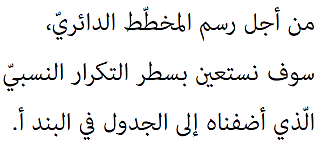 من أجل رسم المخطّط الدائريّ،
سوف نستعين بسطر التكرار النسبيّ
الّذي أضفناه إلى الجدول في البند أ.